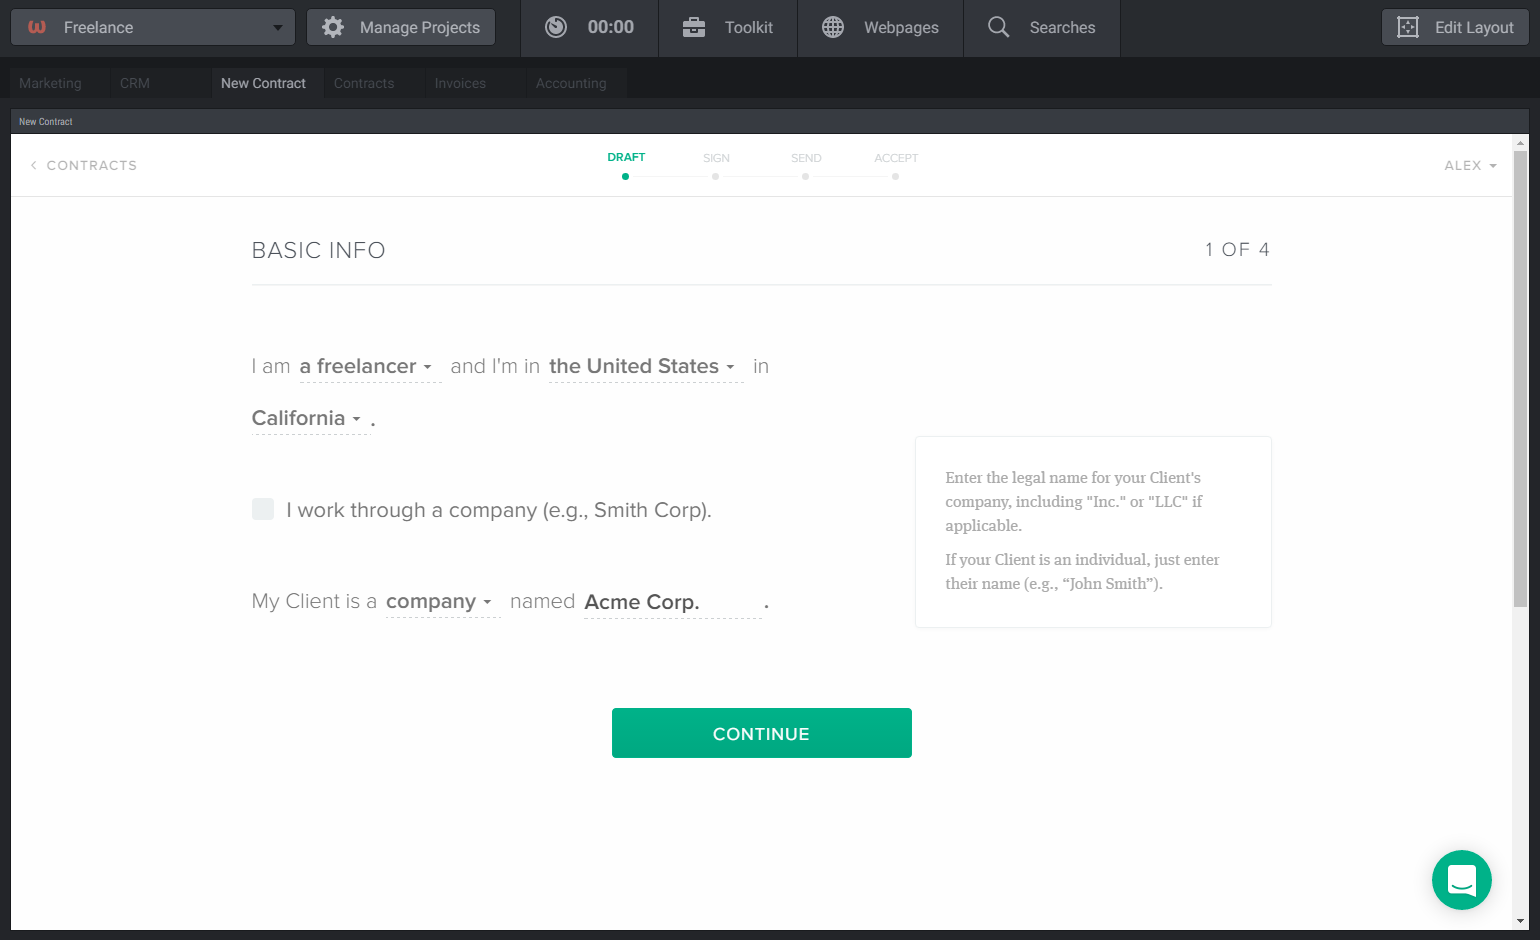 Freelance Manage Projects 00:00 Toolkit Webpages Searches Edit Layout
Marketing CRM New Contract Contracts Invoices Accounting
New Contract
CONTRACTS DRAFT SIGN SEND ACCEPT ALEX
BASIC INFO 1 OF 4
I am a freelancer and I'm in the United States in
California .
I work through a company (e.g., Smith Corp).
My Client is a company named Acme Corp. .
Enter the legal name for your Client's
company, including "Inc." or "LLC" if
applicable.
If your Client is an individual, just enter
their name (e.g., “John Smith”).
CONTINUE